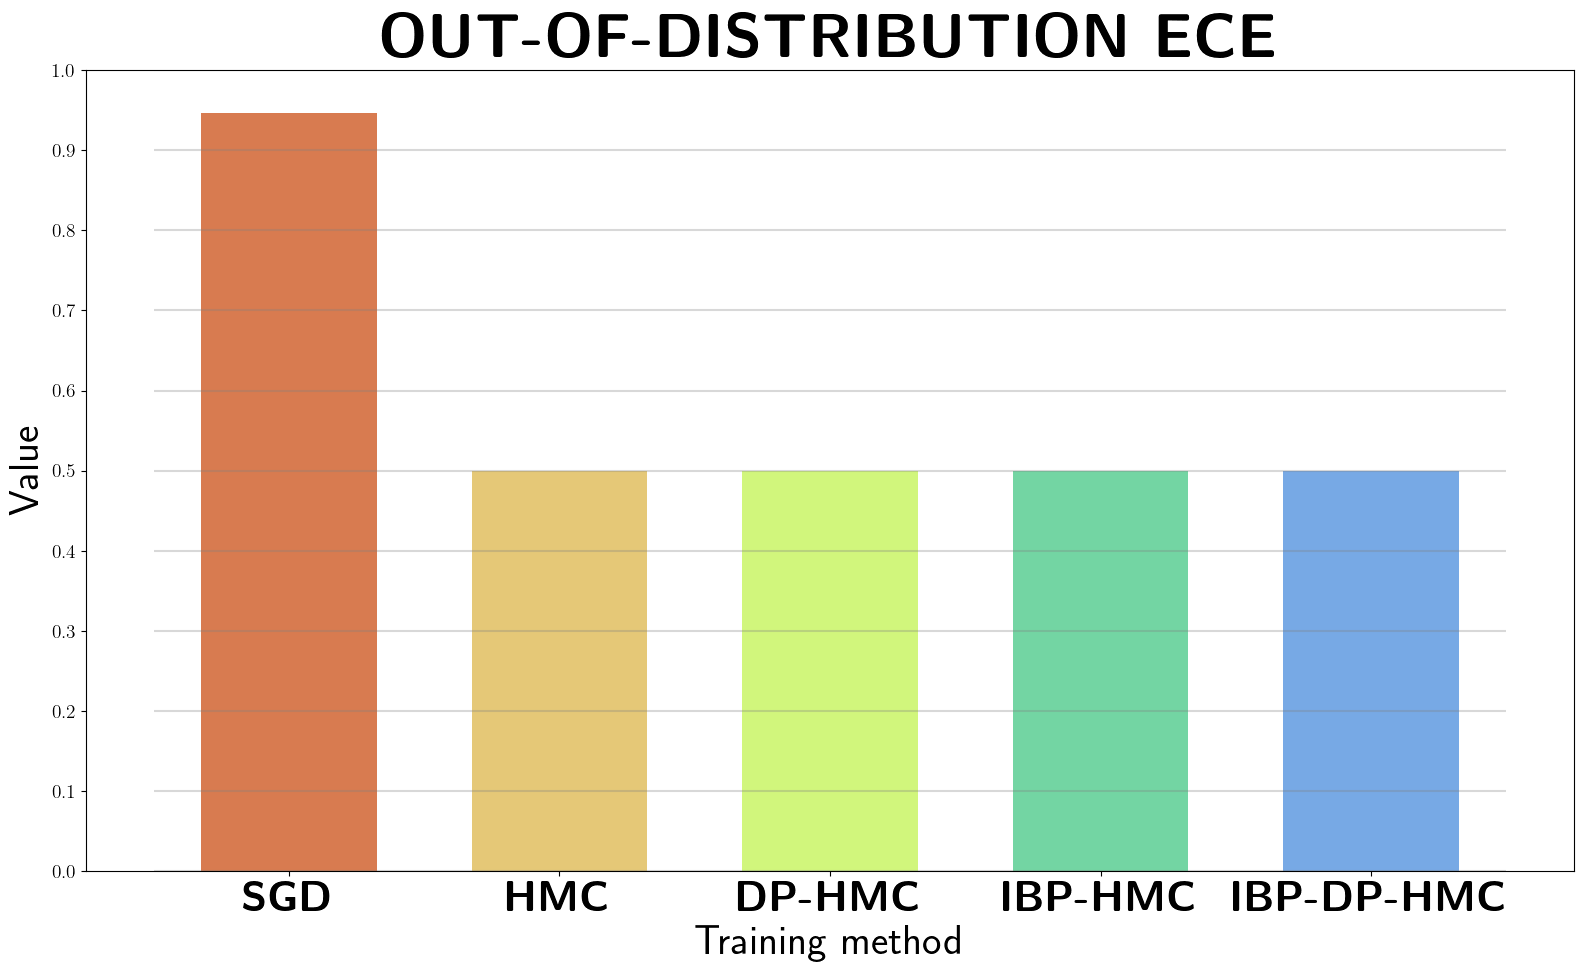 OUT-OF-DISTRIBUTION ECE
1.0
0.9
0.8
0.7
0.6
0.5
0.4
0.3
0.2
0.1
0.0
Value
SGD HMC DP-HMC IBP-HMC IBP-DP-HMC
Training method